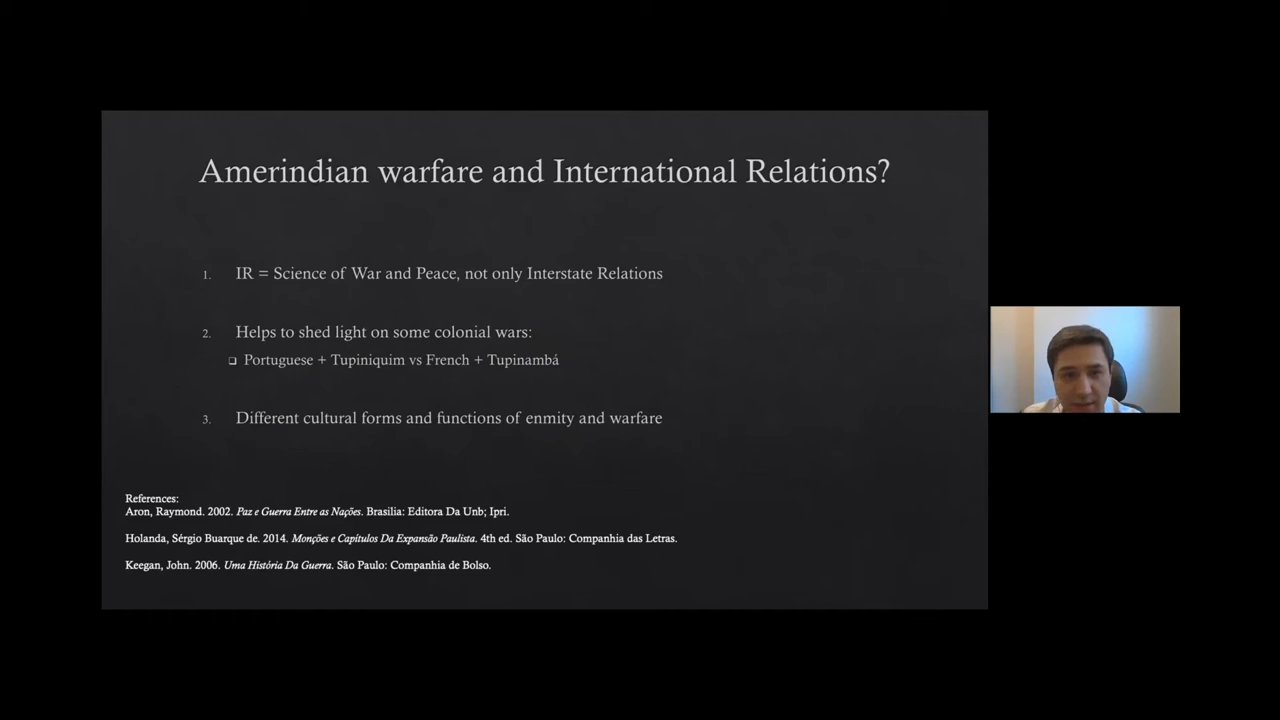 Amerindian warfare and International Relations?
1. IR = Science of War and Peace, not only Interstate Relations
2. Helps to shed light on some colonial wars:
❑ Portuguese + Tupiniquim vs French + Tupinambá
3. Different cultural forms and functions of enmity and warfare
References:
Aron, Raymond. 2002. Paz e Guerra Entre as Nações. Brasilia: Editora Da Unb; Ipri.
Holanda, Sérgio Buarque de. 2014. Monções e Capítulos Da Expansão Paulista. 4th ed. São Paulo: Companhia das Letras.
Keegan, John. 2006. Uma História Da Guerra. São Paulo: Companhia de Bolso.